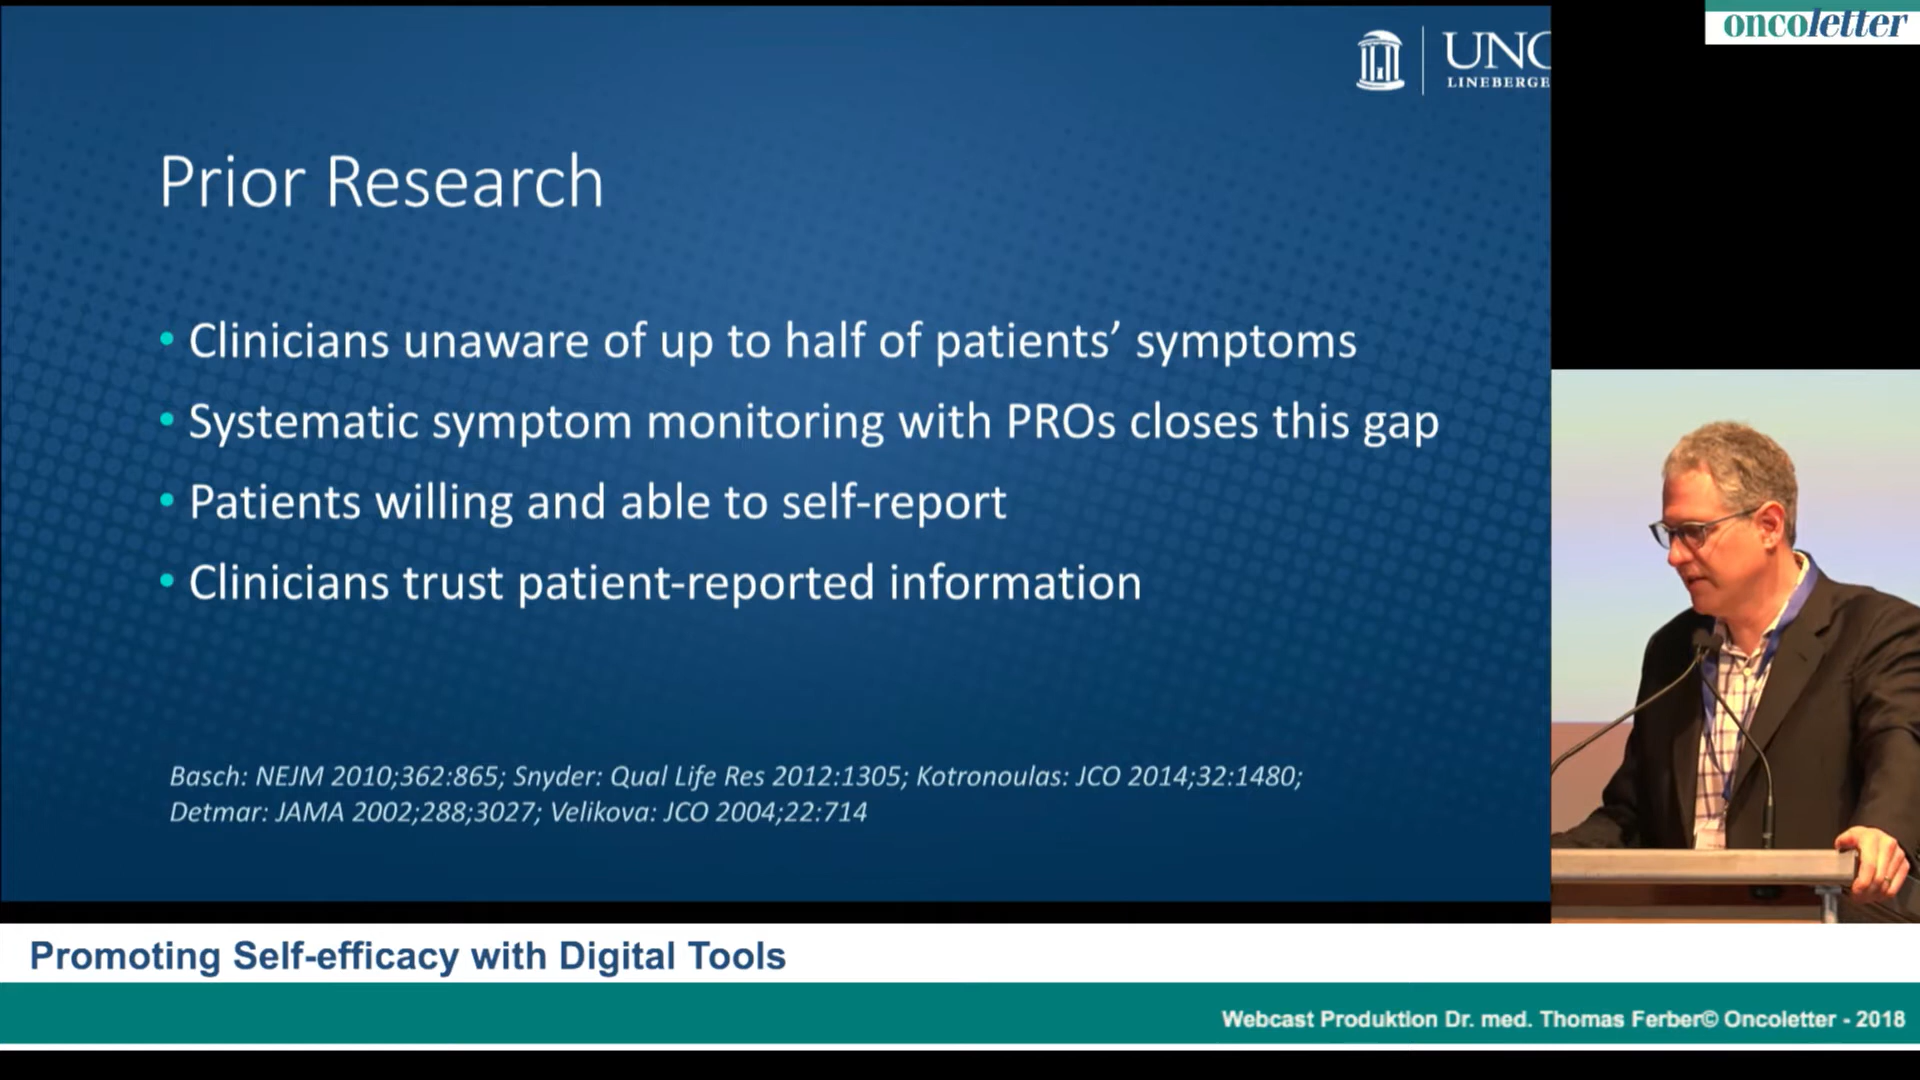 oncoletter
UNC
LINEBERGE
Prior Research
• Clinicians unaware of up to half of patients’ symptoms
• Systematic symptom monitoring with PROs closes this gap
• Patients willing and able to self-report
• Clinicians trust patient-reported information
Basch: NEJM 2010;362:865; Snyder: Qual Life Res 2012:1305; Kotronoulas: JCO 2014;32:1480;
Detmar: JAMA 2002;288;3027; Velikova: JCO 2004;22:714
Promoting Self-efficacy with Digital Tools
Webcast Produktion Dr. med. Thomas Ferber© Oncoletter - 2018